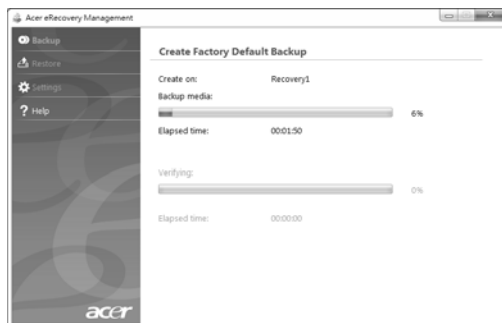 Acer eRecovery Management
Backup
Restore
Settings
Help
Create Factory Default Backup
Create on: Recovery1
Backup media:
6%
Elapsed time: 00:01:50
Verifying:
0%
Elapsed time: 00:00:00
acer